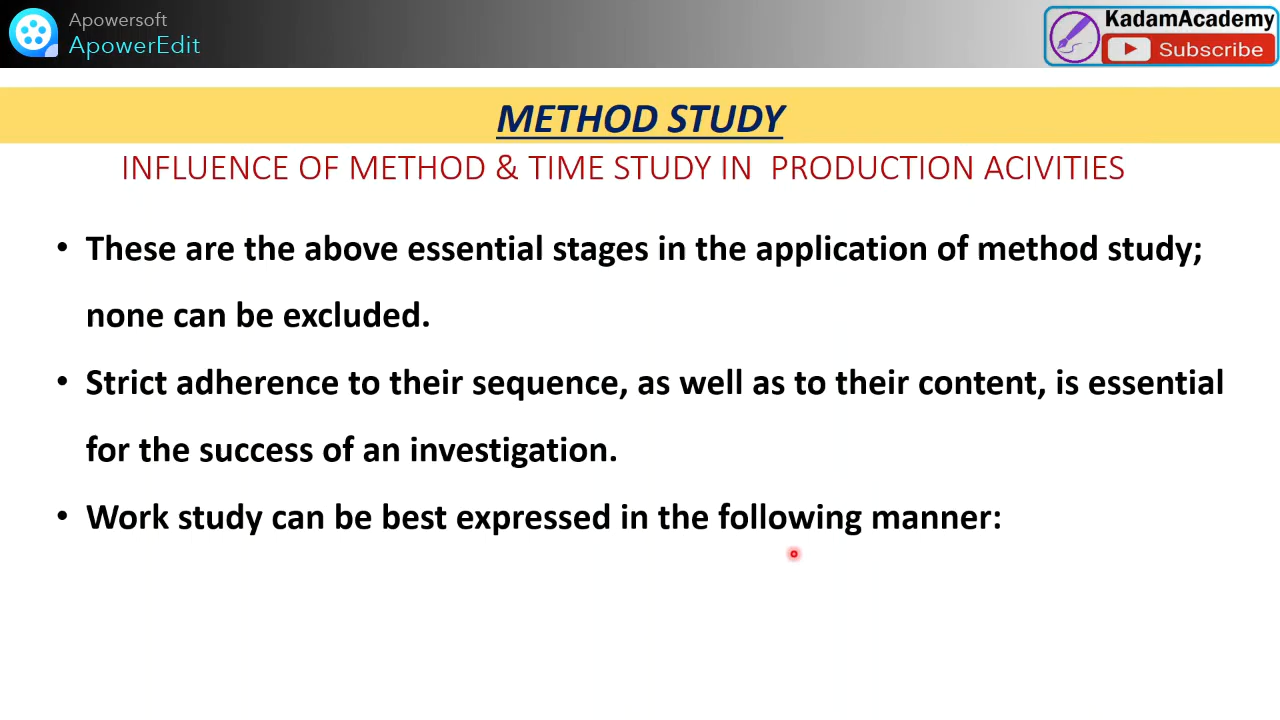 Apowersoft
ApowerEdit
KadamAcademy
Subscribe
METHOD STUDY
INFLUENCE OF METHOD & TIME STUDY IN PRODUCTION ACIVITIES
• These are the above essential stages in the application of method study;
none can be excluded.
• Strict adherence to their sequence, as well as to their content, is essential
for the success of an investigation.
• Work study can be best expressed in the following manner: